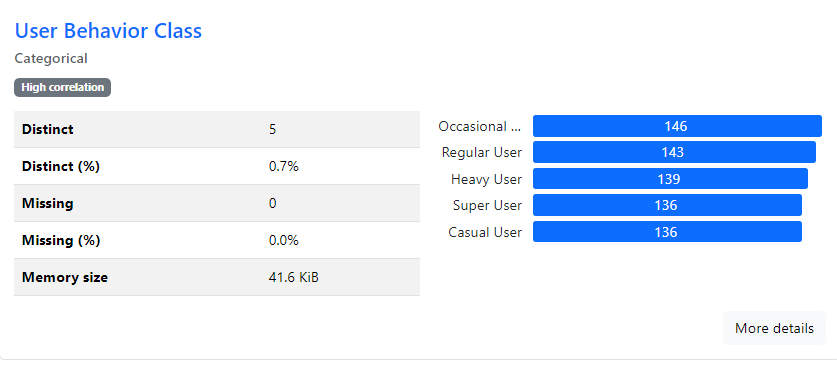 User Behavior Class
Categorical
High correlation
Distinct 5
Distinct (%) 0.7%
Missing 0
Missing (%) 0.0%
Memory size 41.6 KiB
Occasional ... 146
Regular User 143
Heavy User 139
Super User 136
Casual User 136
More details